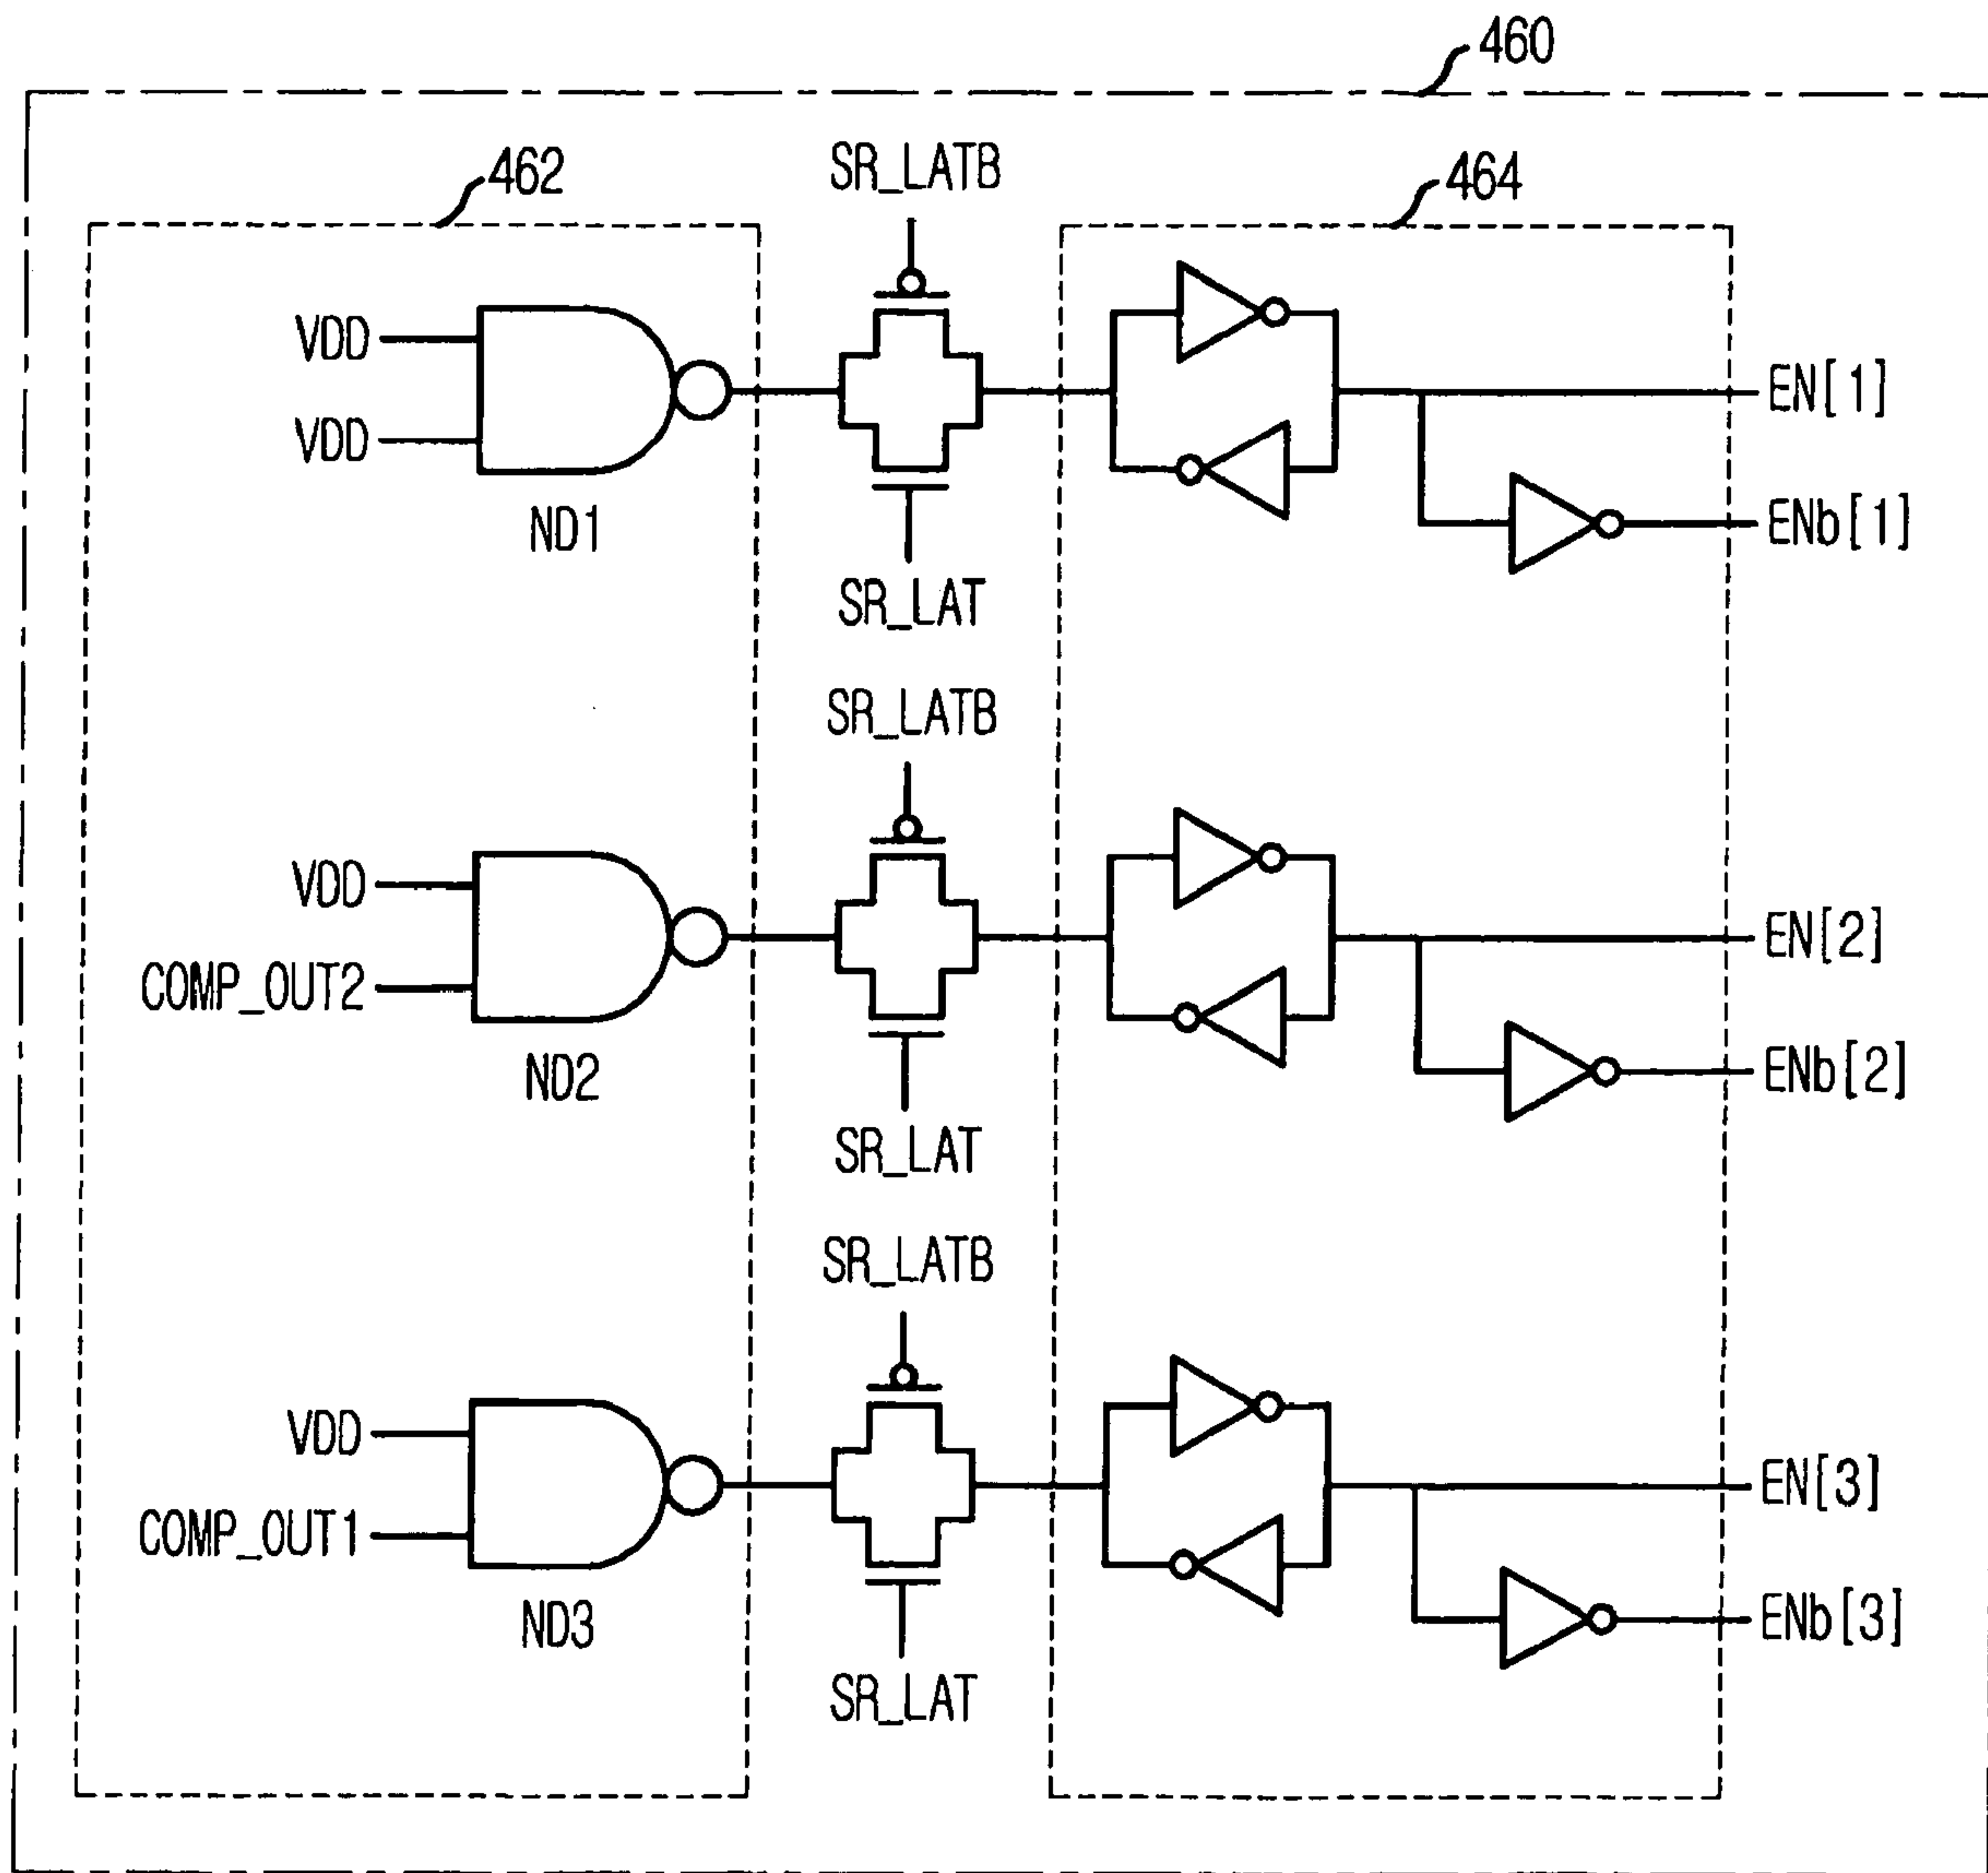 460
462
SR_LATB
464
VDD
VDD
ND1
SR_LAT
EN[1]
ENb[1]
SR_LATB
VDD
COMP_OUT2
ND2
SR_LAT
EN[2]
ENb[2]
SR_LATB
VDD
COMP_OUT1
ND3
SR_LAT
EN[3]
ENb[3]